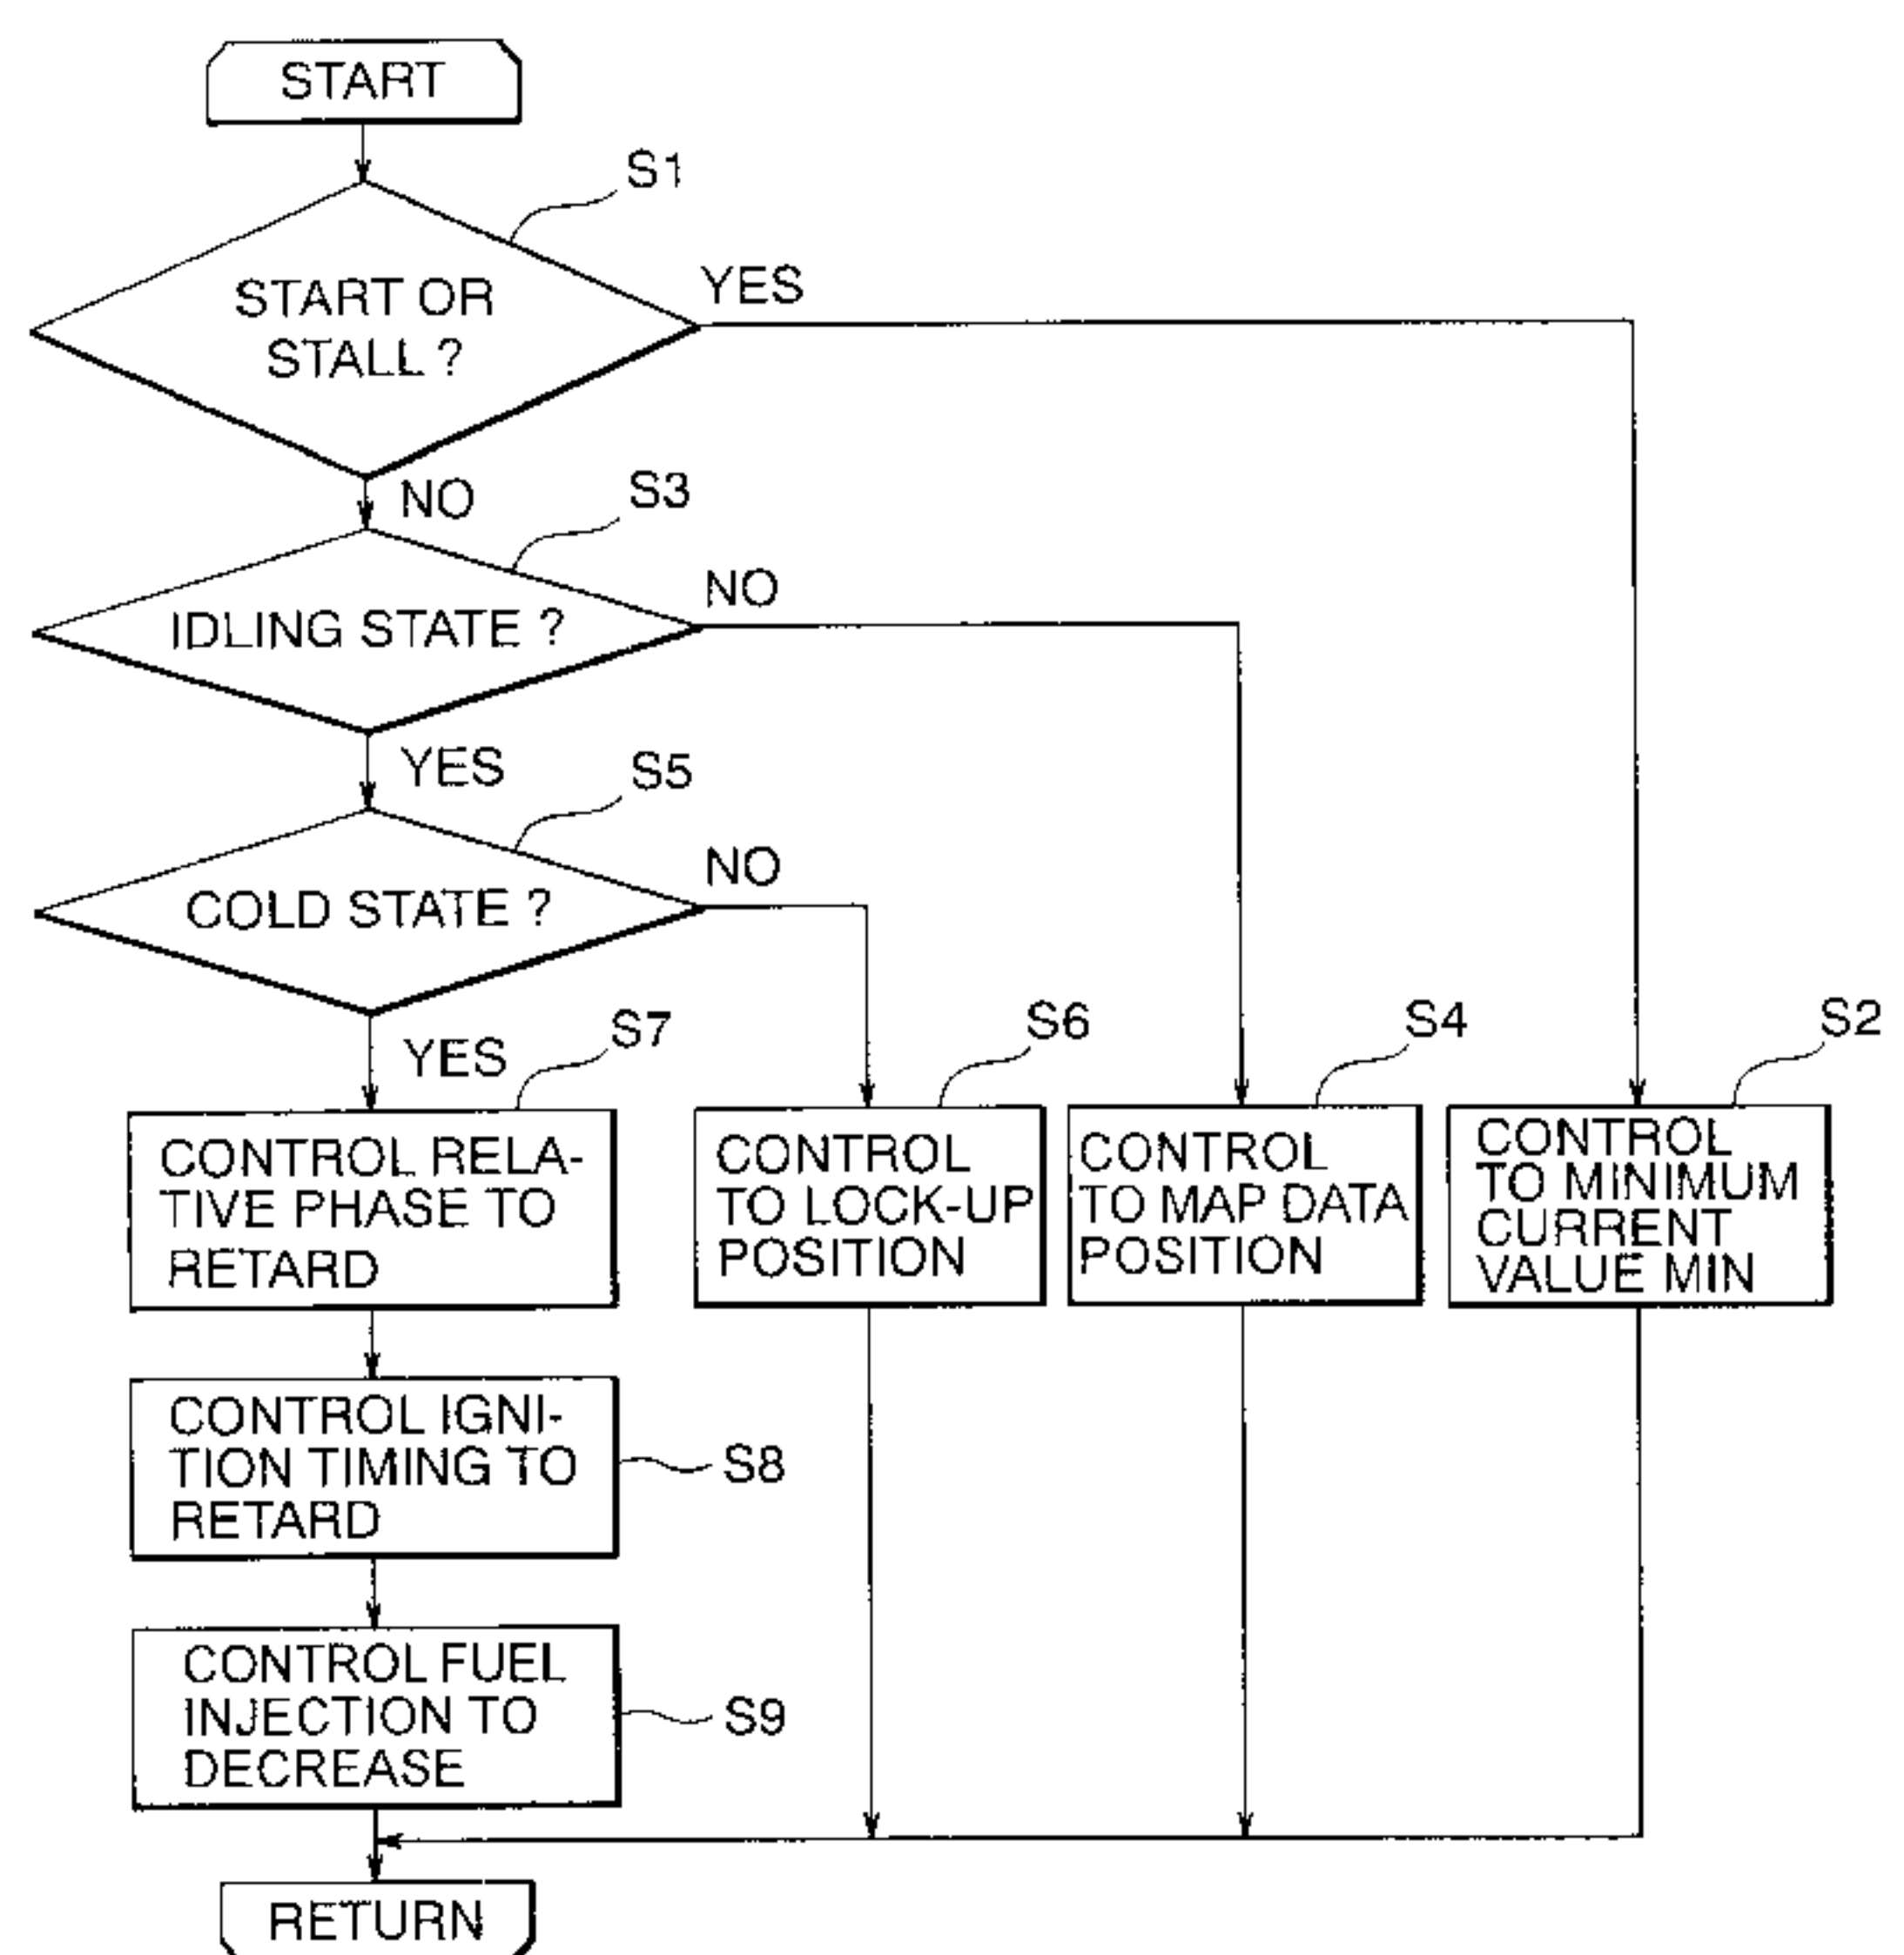 START
S1
START OR
STALL ?
YES
NO
S3
IDLING STATE ?
NO
YES
S5
COLD STATE ?
NO
YES
S7
CONTROL RELA-
TIVE PHASE TO
RETARD
S6
CONTROL
TO LOCK-UP
POSITION
S4
CONTROL
TO MAP DATA
POSITION
S2
CONTROL
TO MINIMUM
CURRENT
VALUE MIN
CONTROL IGNI-
TION TIMING TO
RETARD
S8
CONTROL FUEL
INJECTION TO
DECREASE
S9
RETURN